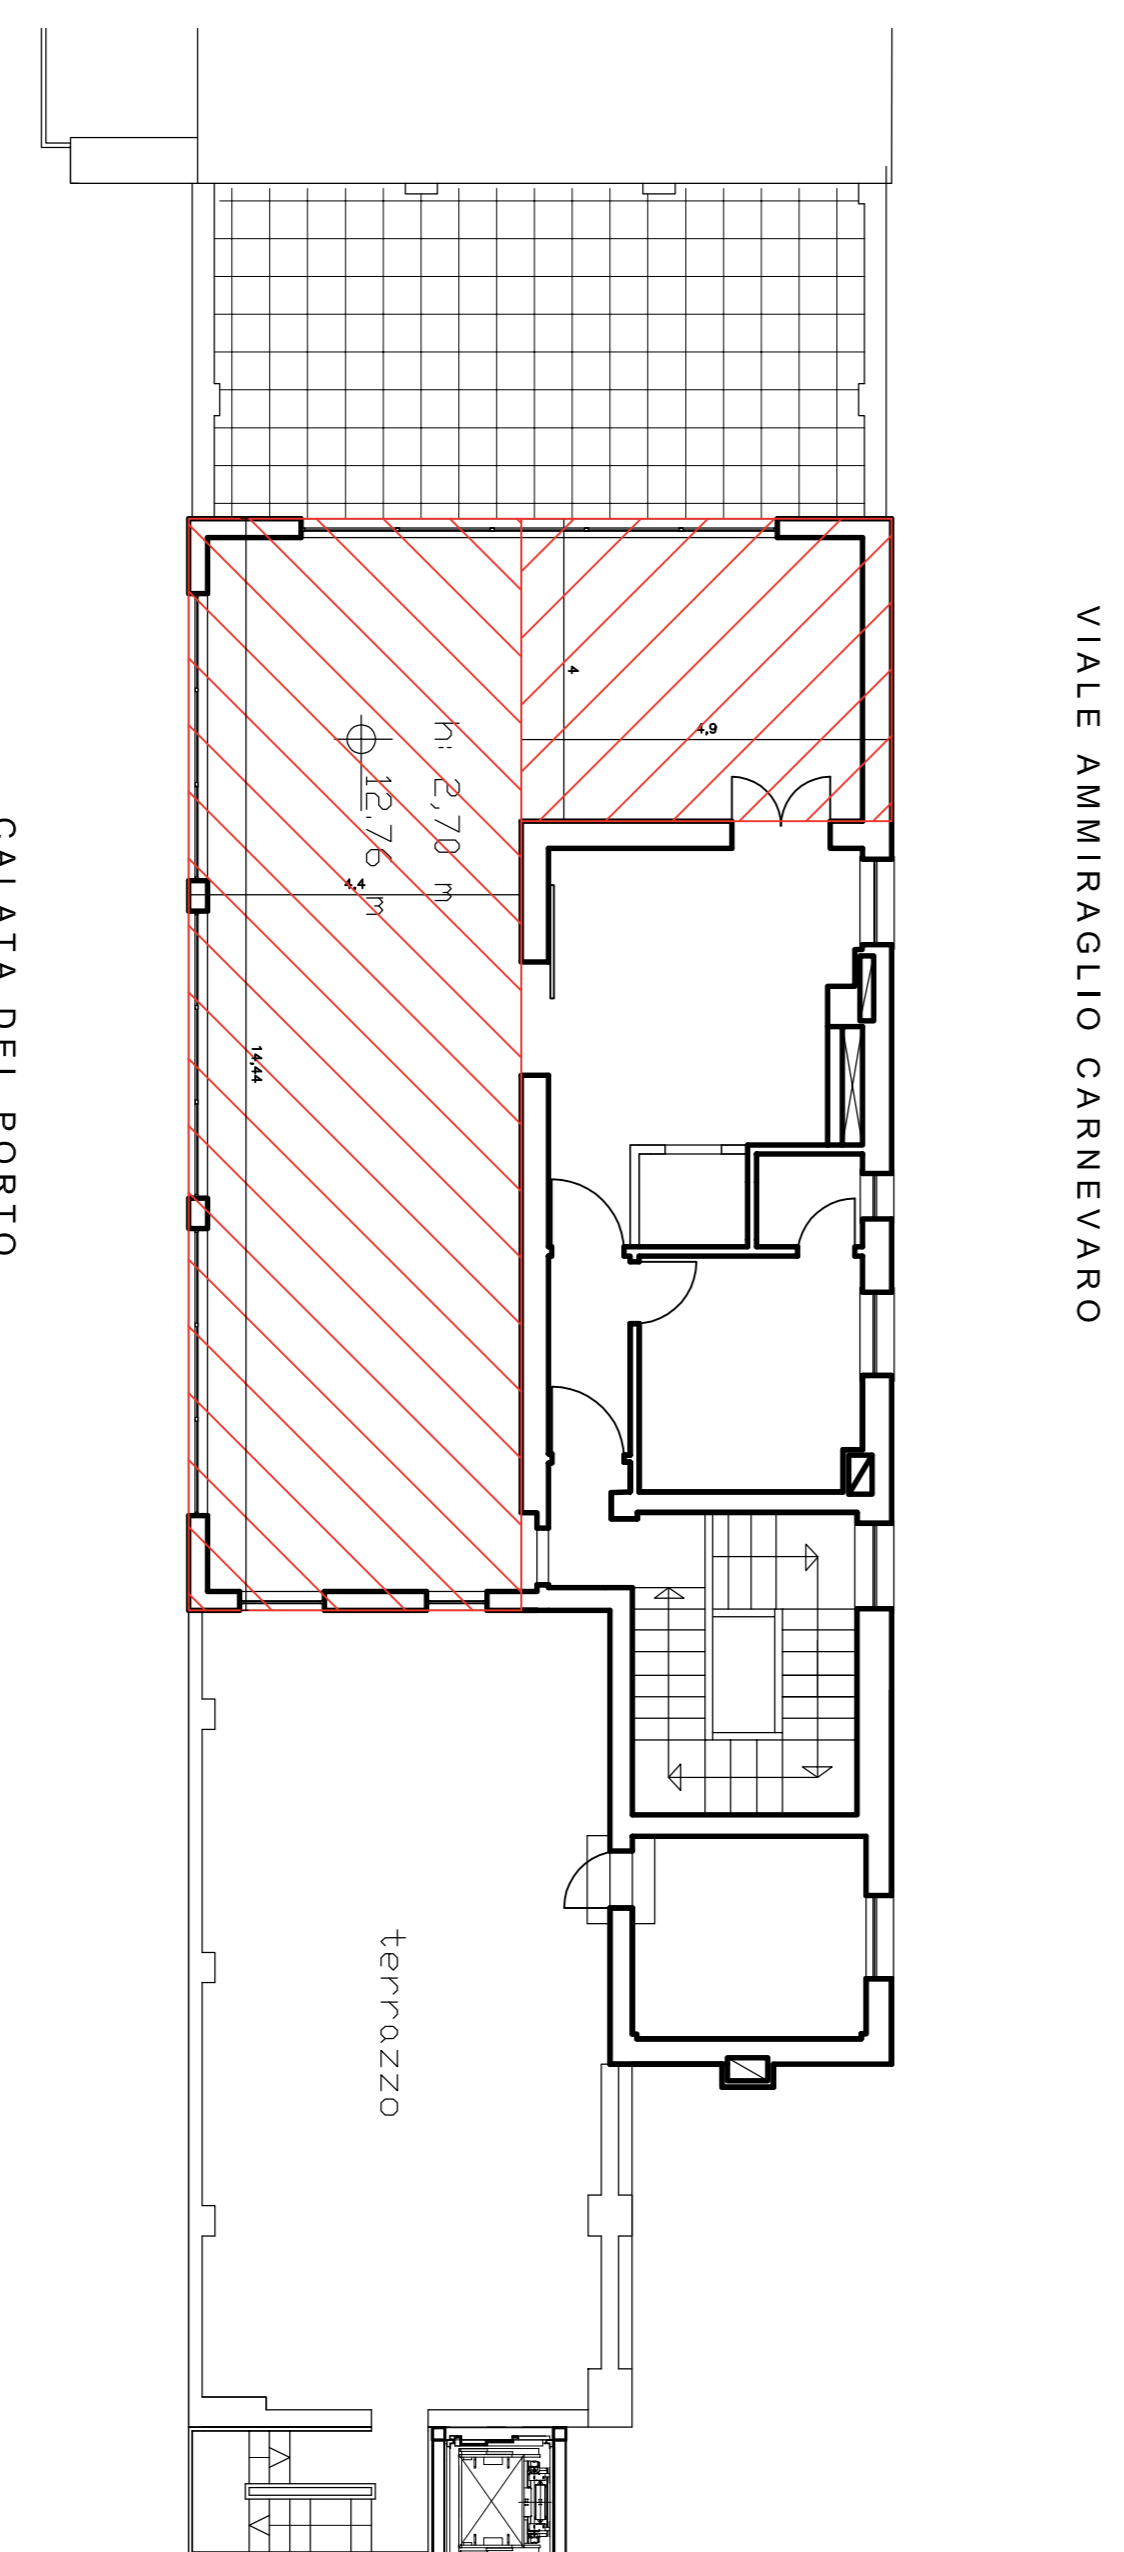 VIALE AMMIRAGLIO CARNEVARO
CALATA DEL PORTO
4
4,9
h: 2,70 m
12,76 m
4,4
14,44
terrazzo